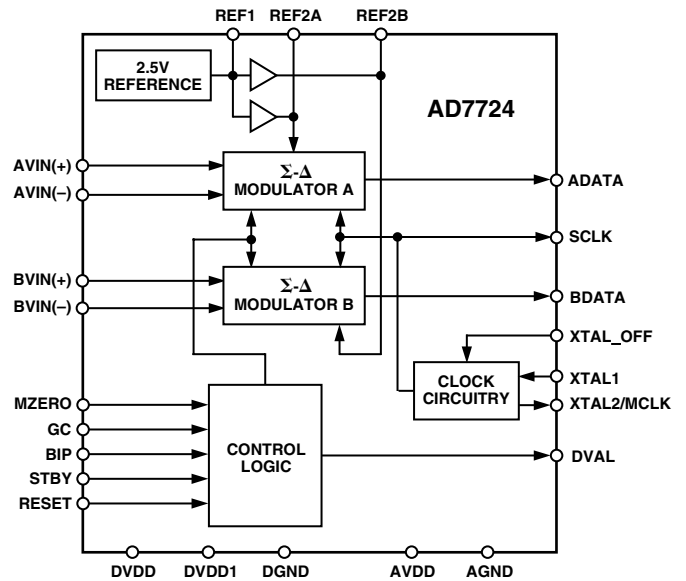 REF1 REF2A REF2B
2.5V
REFERENCE
AD7724
AVIN(+)
AVIN(–)
Σ-Δ
MODULATOR A
ADATA
SCLK
BVIN(+)
BVIN(–)
Σ-Δ
MODULATOR B
BDATA
XTAL_OFF
CLOCK
CIRCUITRY
XTAL1
XTAL2/MCLK
MZERO
GC
BIP
STBY
RESET
CONTROL
LOGIC
DVAL
DVDD DVDD1 DGND AVDD AGND